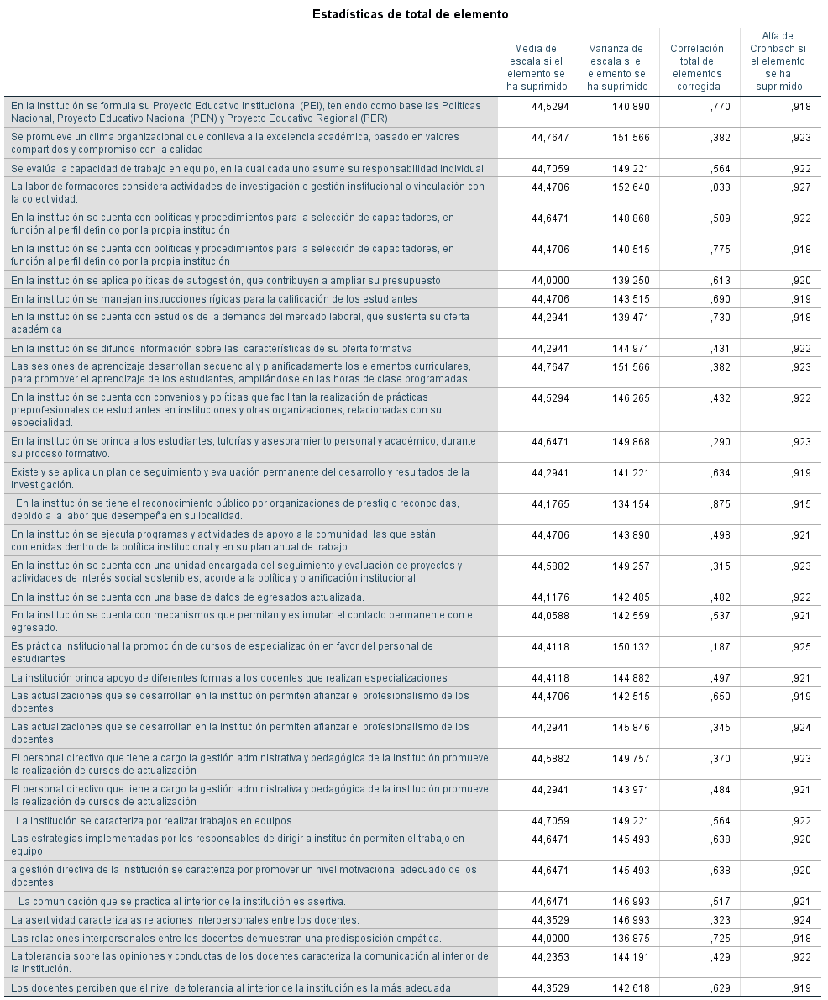 Estadísticas de total de elemento
Media de escala si el elemento se ha suprimido
Varianza de escala si el elemento se ha suprimido
Correlación total de elementos corregida
Alfa de Cronbach si el elemento se ha suprimido
En la institución se formula su Proyecto Educativo Institucional (PEI), teniendo como base las Políticas
Nacional, Proyecto Educativo Nacional (PEN) y Proyecto Educativo Regional (PER)
44,5294 140,890 ,770 ,918
Se promueve un clima organizacional que conlleva a la excelencia académica, basado en valores
compartidos y compromiso con la calidad
44,7647 151,566 ,382 ,923
Se evalúa la capacidad de trabajo en equipo, en la cual cada uno asume su responsabilidad individual 44,7059 149,221 ,564 ,922
La labor de formadores considera actividades de investigación o gestión institucional o vinculación con
la colectividad.
44,4706 152,640 ,033 ,927
En la institución se cuenta con políticas y procedimientos para la selección de capacitadores, en
función al perfil definido por la propia institución
44,6471 148,868 ,509 ,922
En la institución se cuenta con políticas y procedimientos para la selección de capacitadores, en
función al perfil definido por la propia institución
44,4706 140,515 ,775 ,918
En la institución se aplica políticas de autogestión, que contribuyen a ampliar su presupuesto 44,0000 139,250 ,613 ,920
En la institución se manejan instrucciones rígidas para la calificación de los estudiantes 44,4706 143,515 ,690 ,919
En la institución se cuenta con estudios de la demanda del mercado laboral, que sustenta su oferta
académica
44,2941 139,471 ,730 ,918
En la institución se difunde información sobre las  características de su oferta formativa 44,2941 144,971 ,431 ,922
Las sesiones de aprendizaje desarrollan secuencial y planificadamente los elementos curriculares,
para promover el aprendizaje de los estudiantes, ampliándose en las horas de clase programadas
44,7647 151,566 ,382 ,923
En la institución se cuenta con convenios y políticas que facilitan la realización de prácticas
preprofesionales de estudiantes en instituciones y otras organizaciones, relacionadas con su
especialidad.
44,5294 146,265 ,432 ,922
En la institución se brinda a los estudiantes, tutorías y asesoramiento personal y académico, durante
su proceso formativo.
44,6471 149,868 ,290 ,923
Existe y se aplica un plan de seguimiento y evaluación permanente del desarrollo y resultados de la
investigación.
44,2941 141,221 ,634 ,919
En la institución se tiene el reconocimiento público por organizaciones de prestigio reconocidas,
debido a la labor que desempeña en su localidad.
44,1765 134,154 ,875 ,915
En la institución se ejecuta programas y actividades de apoyo a la comunidad, las que están
contenidas dentro de la política institucional y en su plan anual de trabajo.
44,4706 143,890 ,498 ,921
En la institución se cuenta con una unidad encargada del seguimiento y evaluación de proyectos y
actividades de interés social sostenibles, acorde a la política y planificación institucional.
44,5882 149,257 ,315 ,923
En la institución se cuenta con una base de datos de egresados actualizada. 44,1176 142,485 ,482 ,922
En la institución se cuenta con mecanismos que permitan y estimulan el contacto permanente con el
egresado.
44,0588 142,559 ,537 ,921
Es práctica institucional la promoción de cursos de especialización en favor del personal de
estudiantes
44,4118 150,132 ,187 ,925
La institución brinda apoyo de diferentes formas a los docentes que realizan especializaciones 44,4118 144,882 ,497 ,921
Las actualizaciones que se desarrollan en la institución permiten afianzar el profesionalismo de los
docentes
44,4706 142,515 ,650 ,919
Las actualizaciones que se desarrollan en la institución permiten afianzar el profesionalismo de los
docentes
44,2941 145,846 ,345 ,924
El personal directivo que tiene a cargo la gestión administrativa y pedagógica de la institución promueve
la realización de cursos de actualización
44,5882 149,757 ,370 ,923
El personal directivo que tiene a cargo la gestión administrativa y pedagógica de la institución promueve
la realización de cursos de actualización
44,2941 143,971 ,484 ,921
La institución se caracteriza por realizar trabajos en equipos. 44,7059 149,221 ,564 ,922
Las estrategias implementadas por los responsables de dirigir a institución permiten el trabajo en
equipo
44,6471 145,493 ,638 ,920
a gestión directiva de la institución se caracteriza por promover un nivel motivacional adecuado de los
docentes.
44,6471 145,493 ,638 ,920
La comunicación que se practica al interior de la institución es asertiva. 44,6471 146,993 ,517 ,921
La asertividad caracteriza as relaciones interpersonales entre los docentes. 44,3529 146,993 ,323 ,924
Las relaciones interpersonales entre los docentes demuestran una predisposición empática. 44,0000 136,875 ,725 ,918
La tolerancia sobre las opiniones y conductas de los docentes caracteriza la comunicación al interior de
la institución.
44,2353 144,191 ,429 ,922
Los docentes perciben que el nivel de tolerancia al interior de la institución es la más adecuada 44,3529 142,618 ,629 ,919